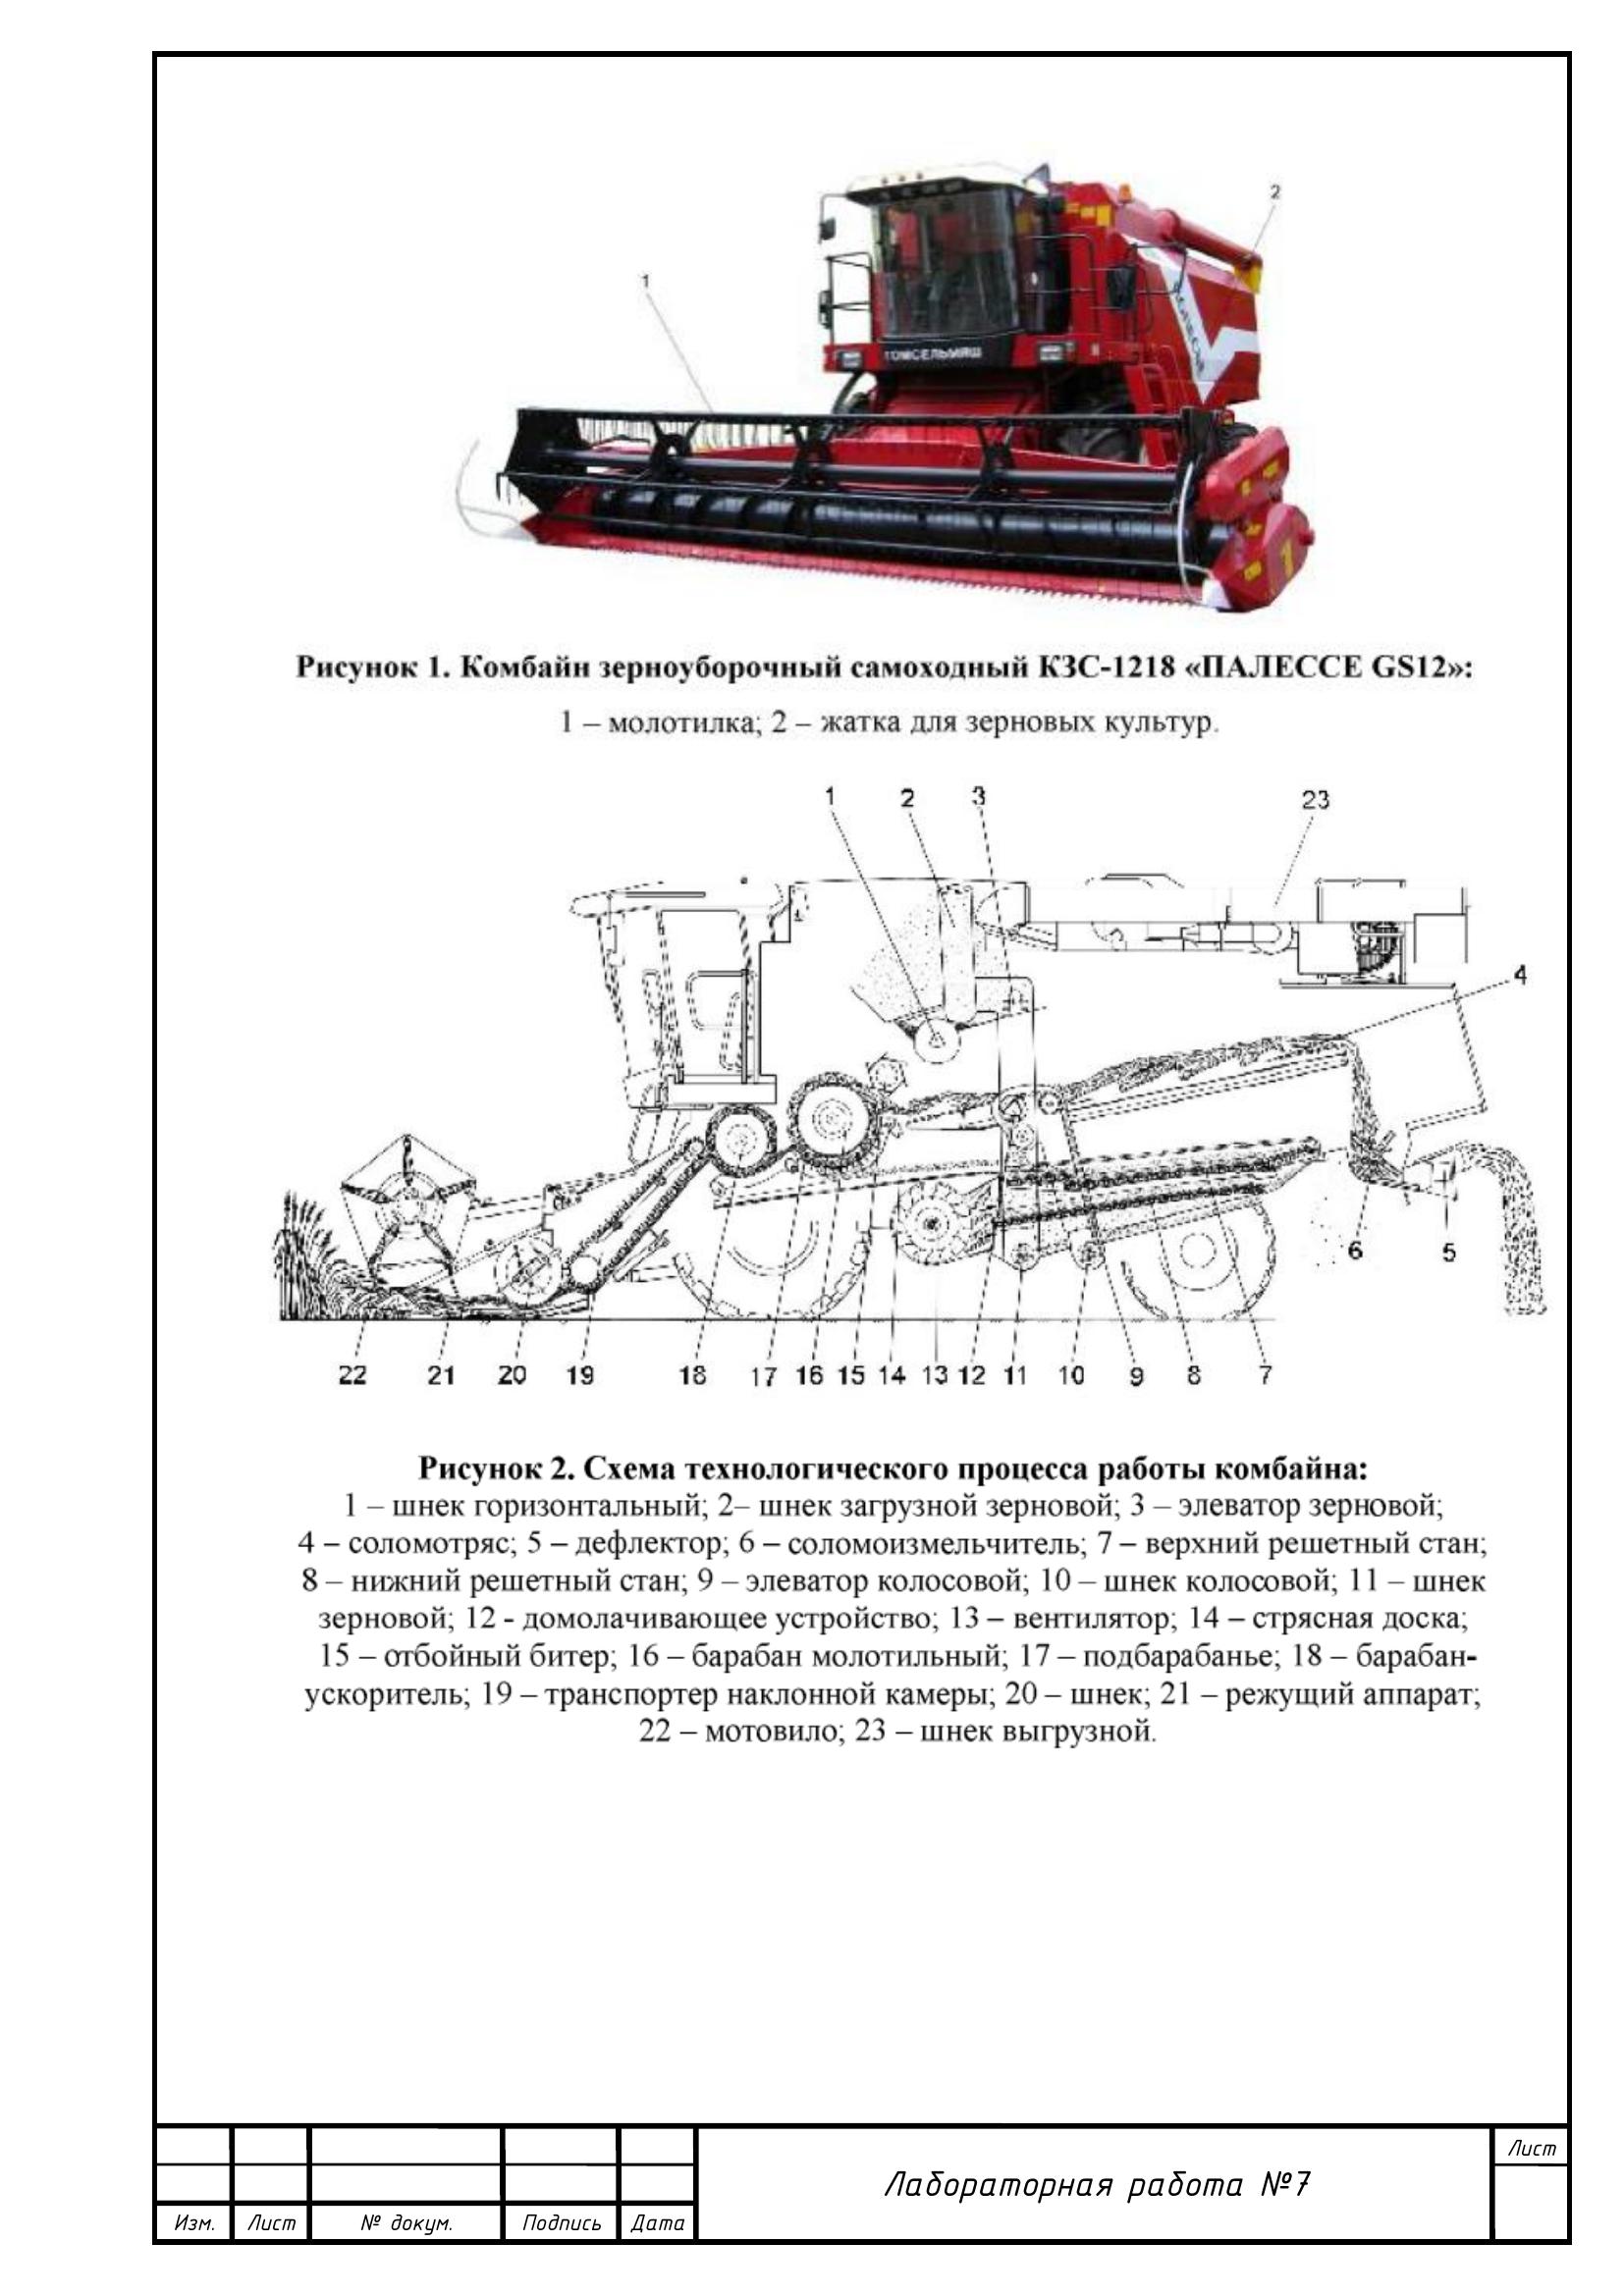 2
1
ГОМСЕЛЬМАШ
Рисунок 1. Комбайн зерноуборочный самоходный КЗС-1218 «ПАЛЕССЕ GS12»:
1 – молотилка; 2 – жатка для зерновых культур.
1 2 3 23
4
6 5
22 21 20 19 18 17 16 15 14 13 12 11 10 9 8 7
Рисунок 2. Схема технологического процесса работы комбайна:
1 – шнек горизонтальный; 2– шнек загрузной зерновой; 3 – элеватор зерновой;
4 – соломотряс; 5 – дефлектор; 6 – соломоизмельчитель; 7 – верхний решетный стан;
8 – нижний решетный стан; 9 – элеватор колосовой; 10 – шнек колосовой; 11 – шнек
зерновой; 12 - домолачивающее устройство; 13 – вентилятор; 14 – стрясная доска;
15 – отбойный битер; 16 – барабан молотильный; 17 – подбарабанье; 18 – барабан-
ускоритель; 19 – транспортер наклонной камеры; 20 – шнек; 21 – режущий аппарат;
22 – мотовило; 23 – шнек выгрузной.
Лабораторная работа №7
Лист
Изм. Лист № докум. Подпись Дата